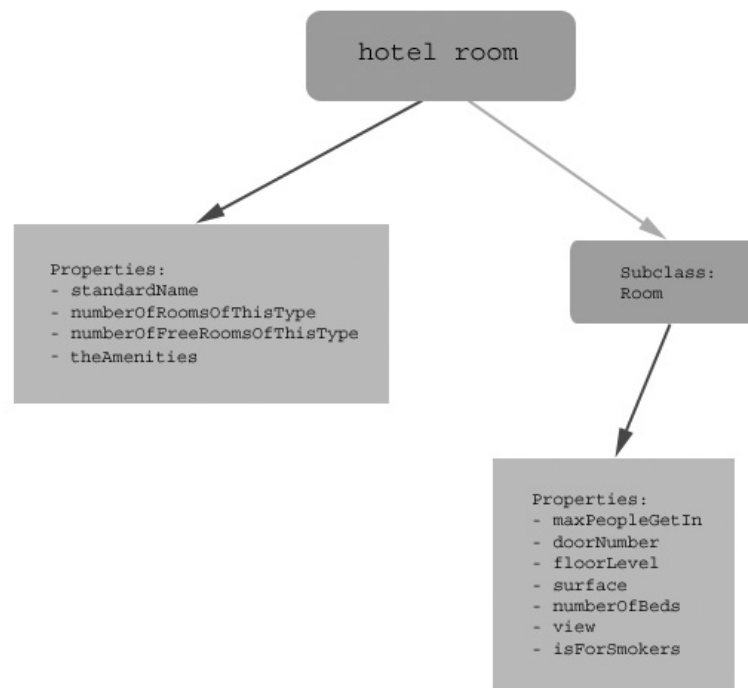 hotel room
Properties:
- standardName
- numberOfRoomsOfThisType
- numberOfFreeRoomsOfThisType
- theAmenities
Subclass:
Room
Properties:
- maxPeopleGetIn
- doorNumber
- floorLevel
- surface
- numberOfBeds
- view
- isForSmokers